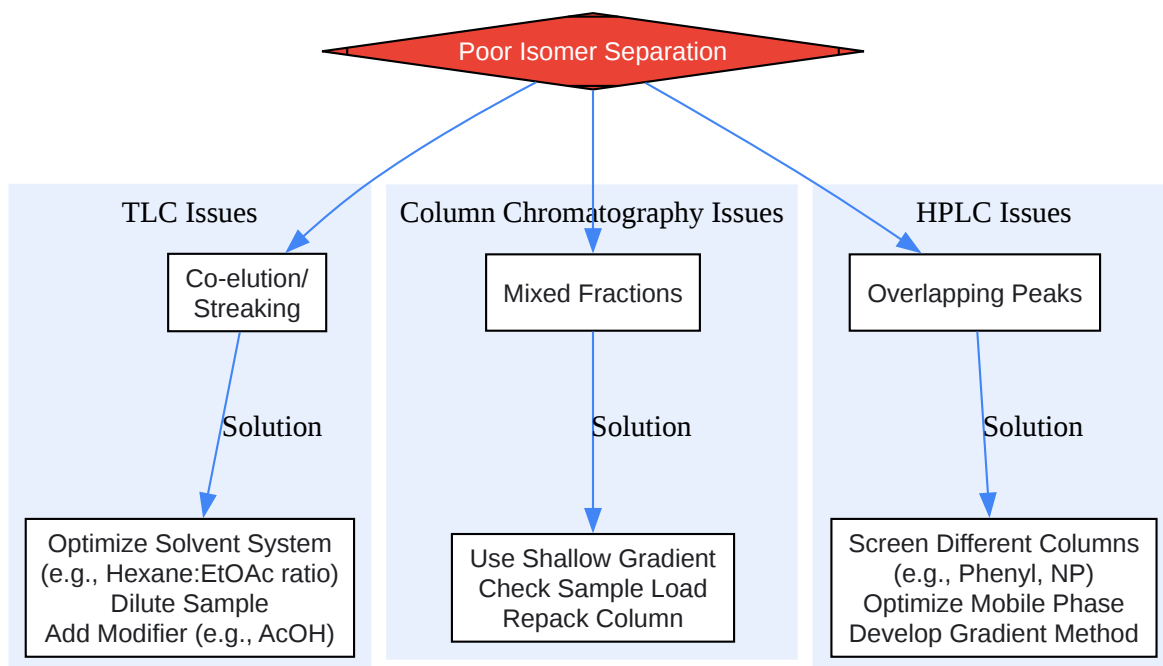 Poor Isomer Separation
TLC Issues
Co-elution/
Streaking
Solution
Optimize Solvent System
(e.g., Hexane:EtOAc ratio)
Dilute Sample
Add Modifier (e.g., AcOH)
Column Chromatography Issues
Mixed Fractions
Solution
Use Shallow Gradient
Check Sample Load
Repack Column
HPLC Issues
Overlapping Peaks
Solution
Screen Different Columns
(e.g., Phenyl, NP)
Optimize Mobile Phase
Develop Gradient Method